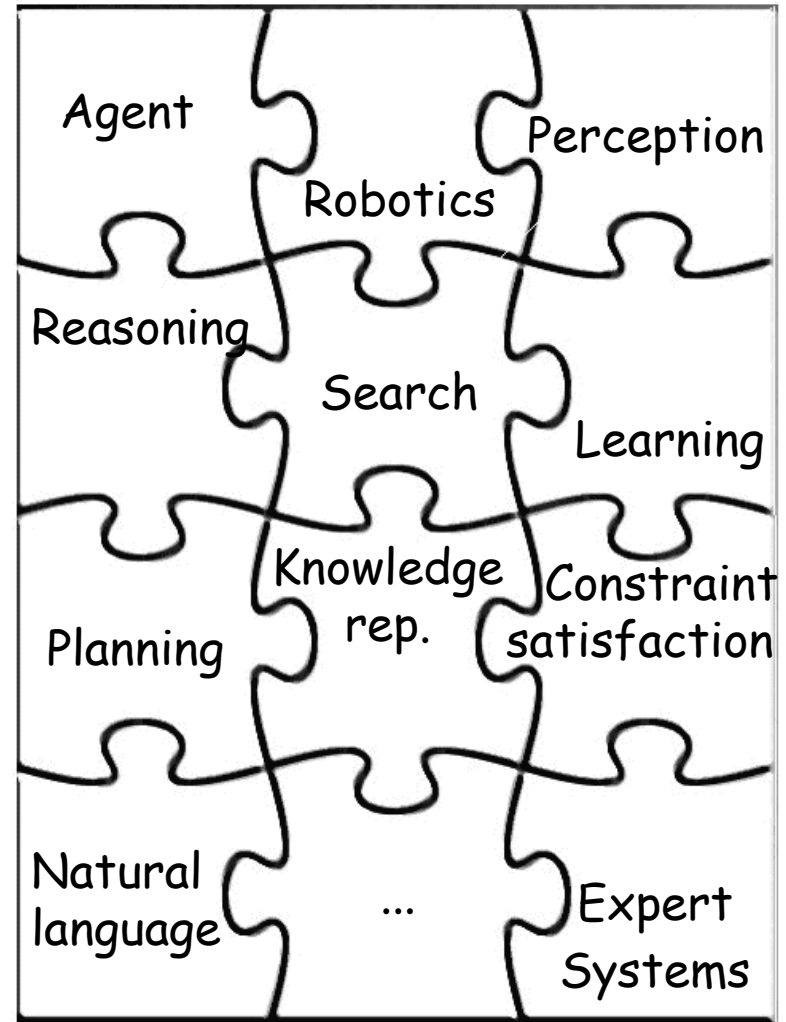 Agent
Robotics
Perception
Reasoning
Search
Learning
Planning
Knowledge
rep.
Constraint
satisfaction
Natural
language
...
Expert
Systems